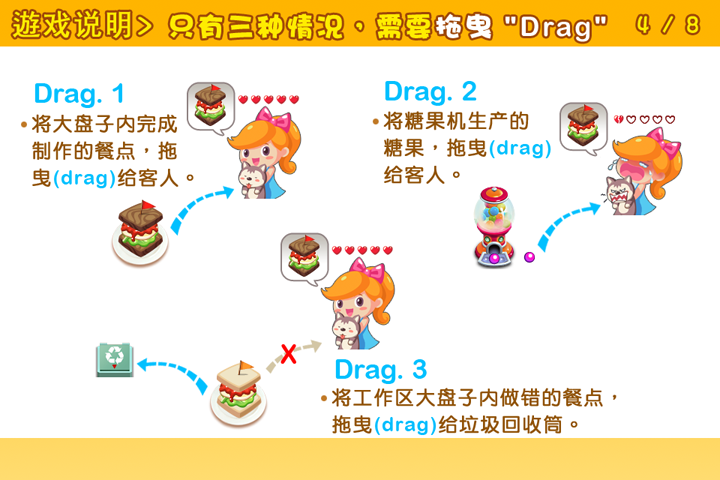 遊戏说明> 只有三种情况，需要拖曳 "Drag" 4 / 8
Drag. 1
•将大盘子内完成
制作的餐点，拖
曳(drag)给客人。
Drag. 2
•将糖果机生产的
糖果，拖曳(drag)
给客人。
X
Drag. 3
•将工作区大盘子内做错的餐点，
拖曳(drag)给垃圾回收筒。